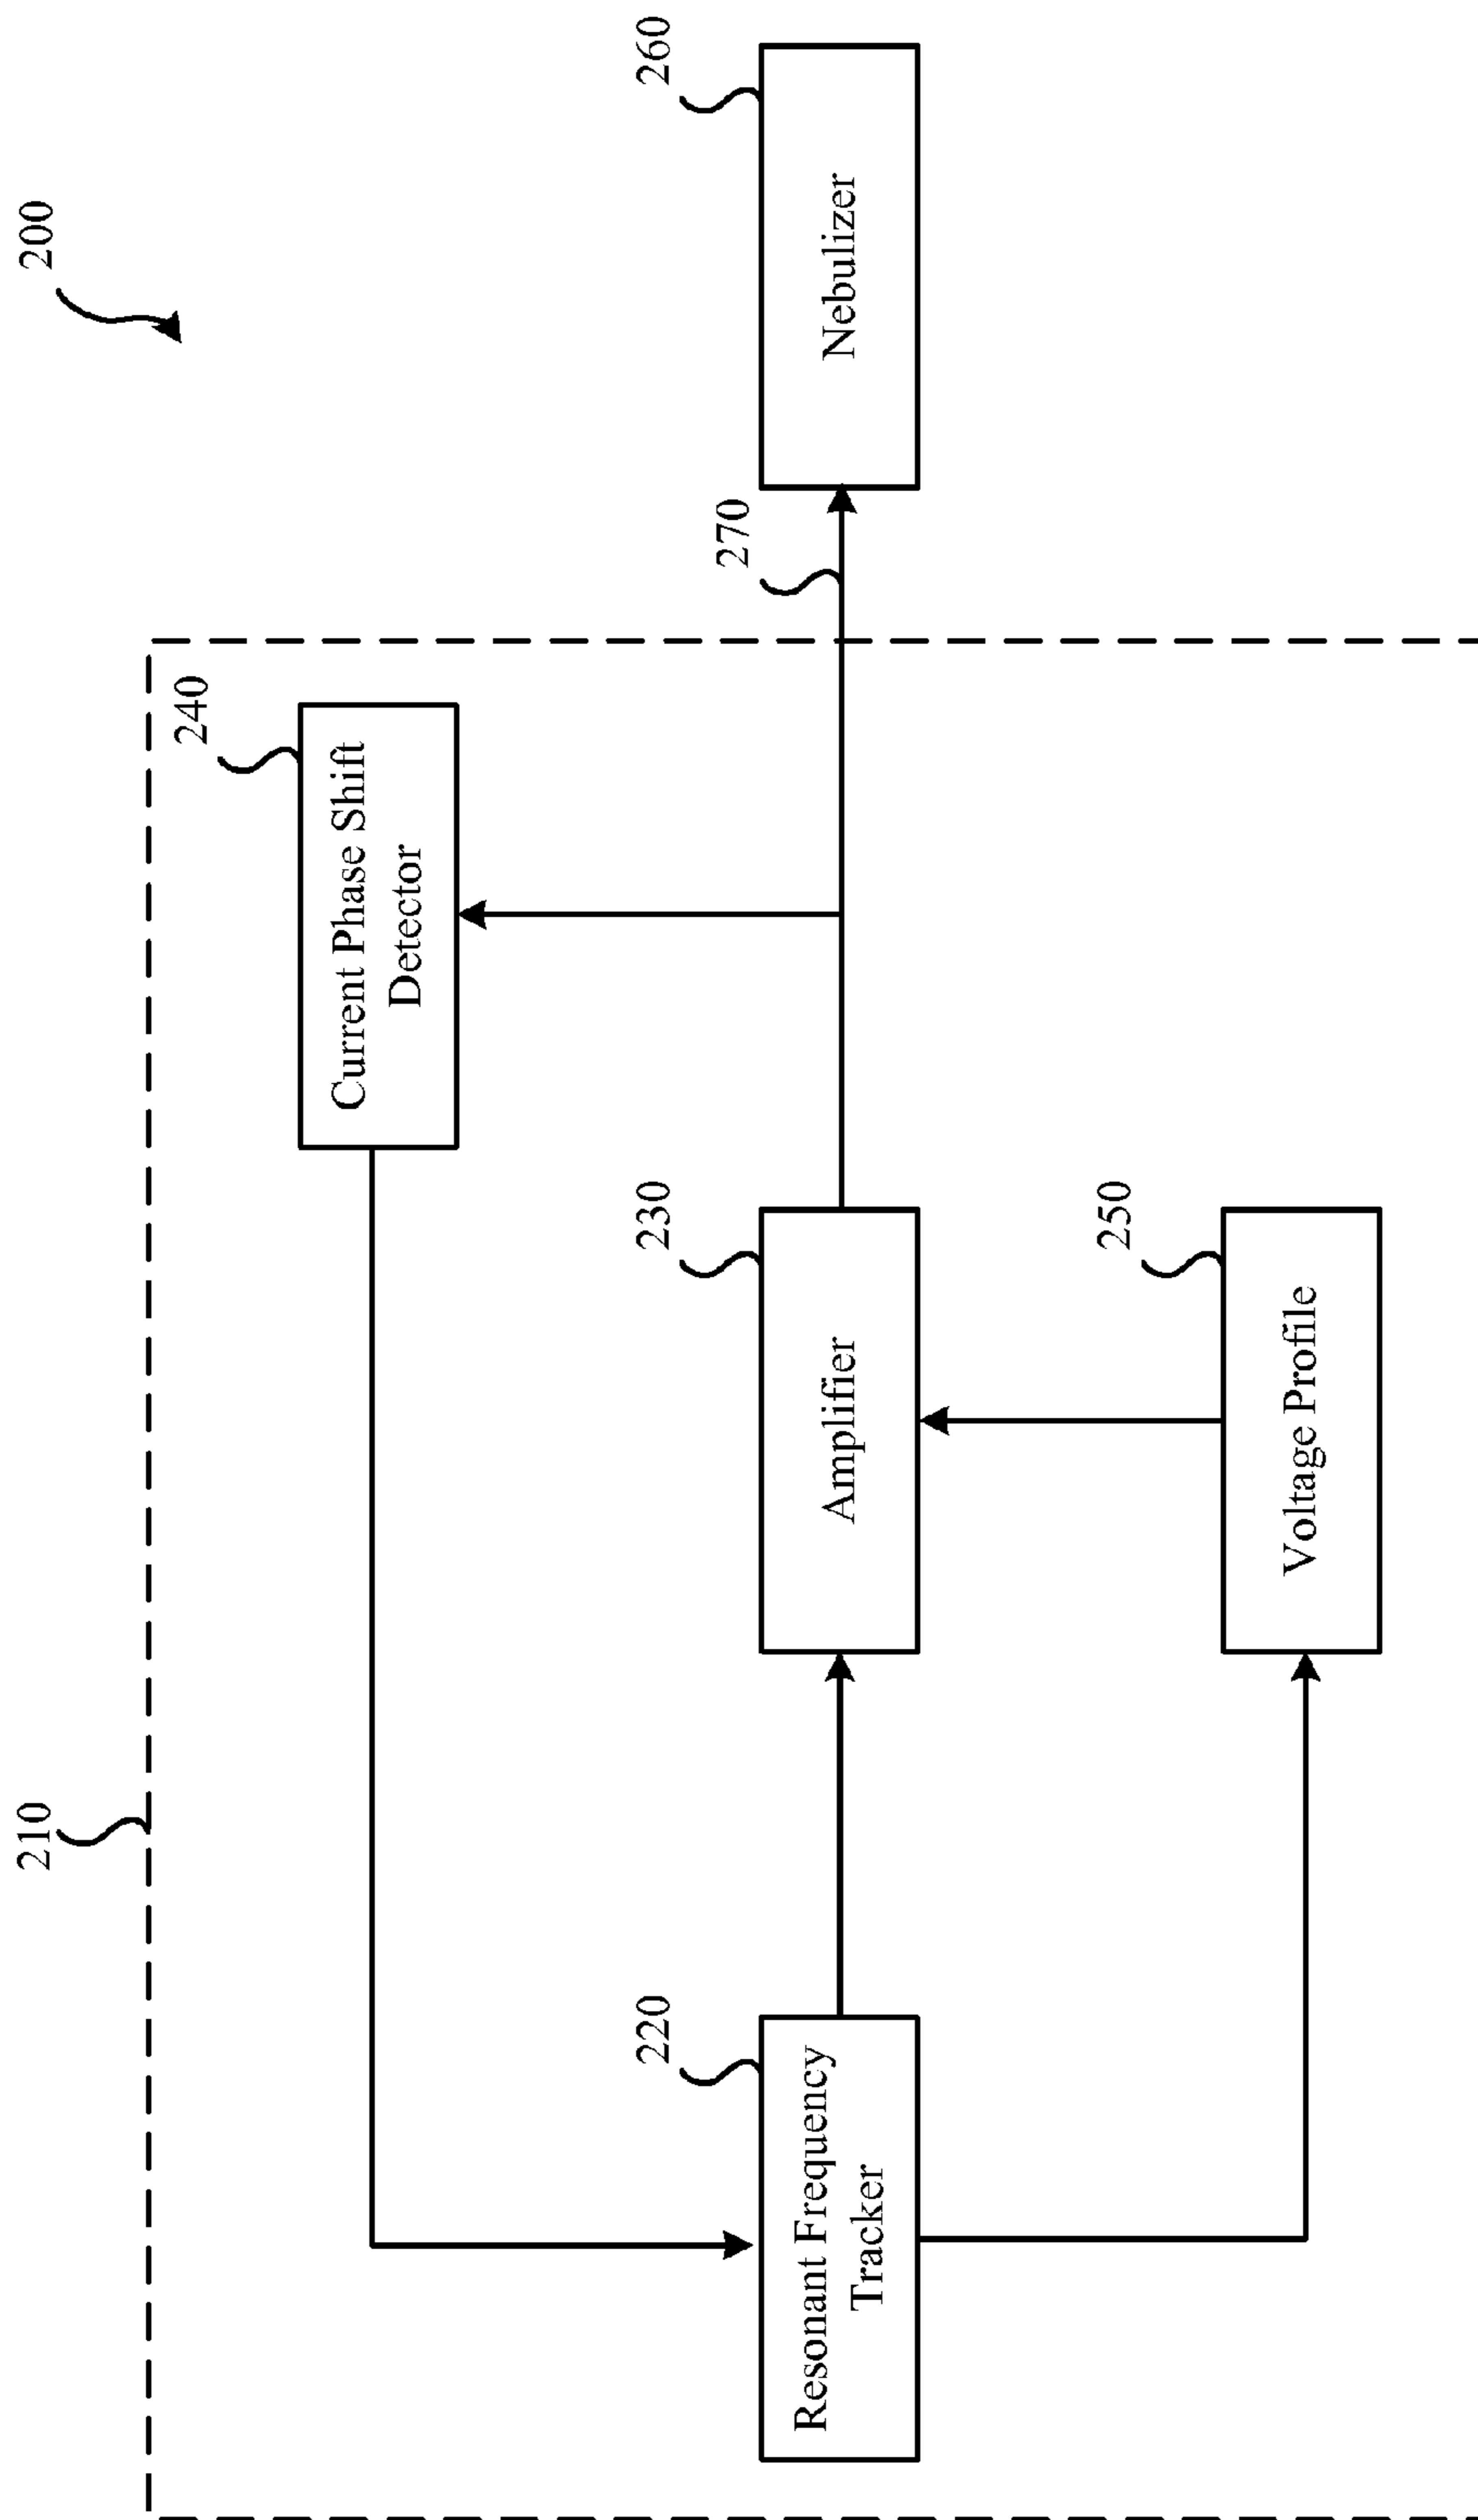 200
210
240
Current Phase Shift
Detector
220
Resonant Frequency
Tracker
230
Amplifier
270
260
Nebulizer
250
Voltage Profile